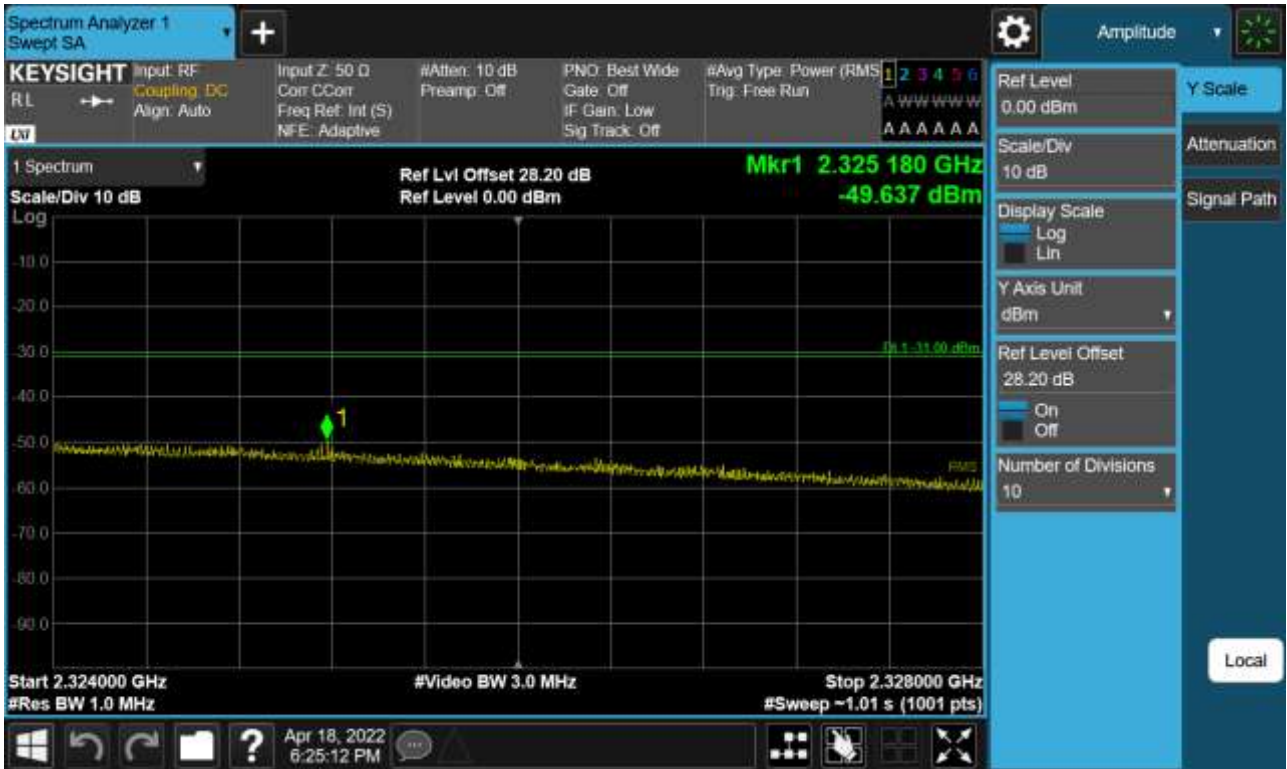 Spectrum Analyzer 1
Swept SA
+
Amplitude
KEYSIGHT
RL
LXI
Input: RF
Coupling: DC
Align: Auto
Input Z: 50 Ω
Corr CCorr
Freq Ref: Int (S)
NFE: Adaptive
#Atten: 10 dB
Preamp: Off
PNO: Best Wide
Gate: Off
IF Gain: Low
Sig Track: Off
#Avg Type: Power (RMS
Trig: Free Run
1 2 3 4 5 6
A W W W W W
A A A A A A
1 Spectrum
Scale/Div 10 dB
Log
Ref Lvl Offset 28.20 dB
Ref Level 0.00 dBm
Mkr1 2.325 180 GHz
-49.637 dBm
-10.0
-20.0
-30.0
DL1 -31.00 dBm
-40.0
1
-50.0
RMS
-60.0
-70.0
-80.0
-90.0
Start 2.324000 GHz
#Res BW 1.0 MHz
#Video BW 3.0 MHz
Stop 2.328000 GHz
#Sweep ~1.01 s (1001 pts)
Ref Level
0.00 dBm
Scale/Div
10 dB
Display Scale
Log
Lin
Y Axis Unit
dBm
Ref Level Offset
28.20 dB
On
Off
Number of Divisions
10
Y Scale
Attenuation
Signal Path
Local
?
Apr 18, 2022
6:25:12 PM